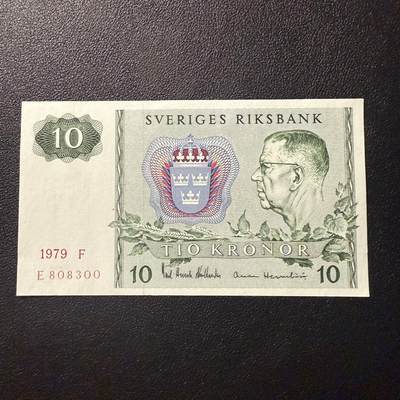 10
SVERIGES RIKSBANK
TIO KRONOR
1979 F
E 808300
10
10